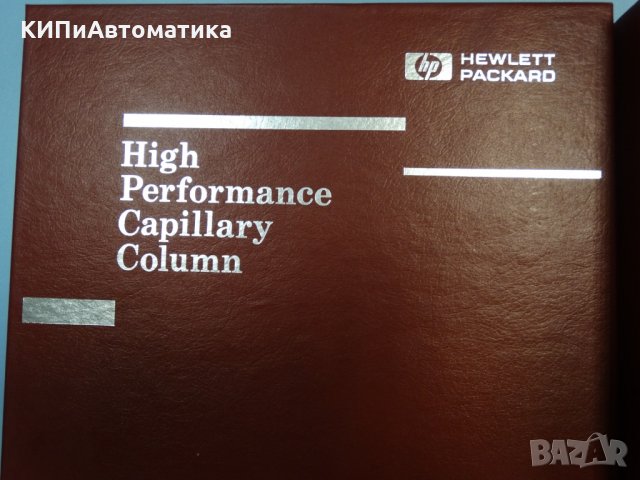 КИПиАвтоматика
hp HEWLETT
PACKARD
High
Performance
Capillary
Column
BAZAR